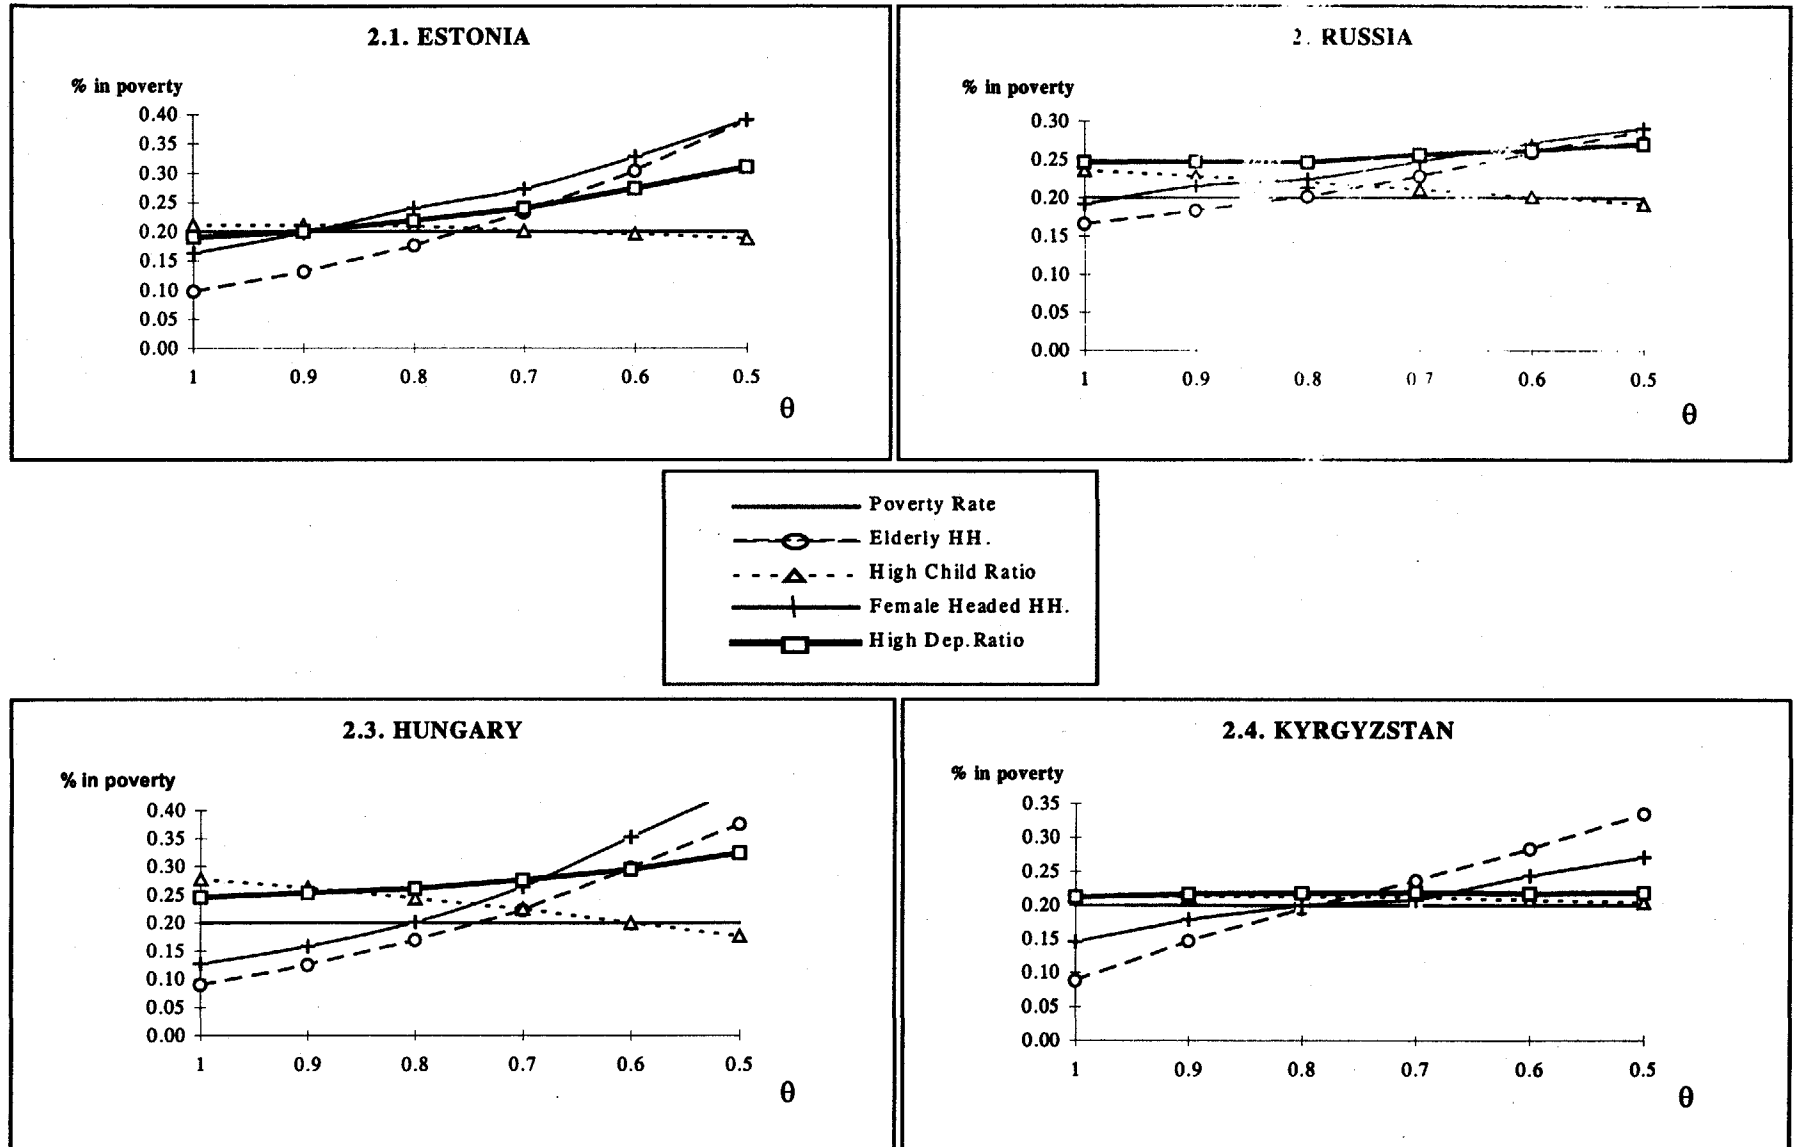 2.1. ESTONIA
% in poverty
0.40
0.35
0.30
0.25
0.20
0.15
0.10
0.05
0.00
1 0.9 0.8 0.7 0.6 0.5
θ
2. RUSSIA
% in poverty
0.30
0.25
0.20
0.15
0.10
0.05
0.00
1 0.9 0.8 0.7 0.6 0.5
θ
Poverty Rate
Elderly HH.
High Child Ratio
Female Headed HH.
High Dep.Ratio
2.3. HUNGARY
% in poverty
0.40
0.35
0.30
0.25
0.20
0.15
0.10
0.05
0.00
1 0.9 0.8 0.7 0.6 0.5
θ
2.4. KYRGYZSTAN
% in poverty
0.35
0.30
0.25
0.20
0.15
0.10
0.05
0.00
1 0.9 0.8 0.7 0.6 0.5
θ